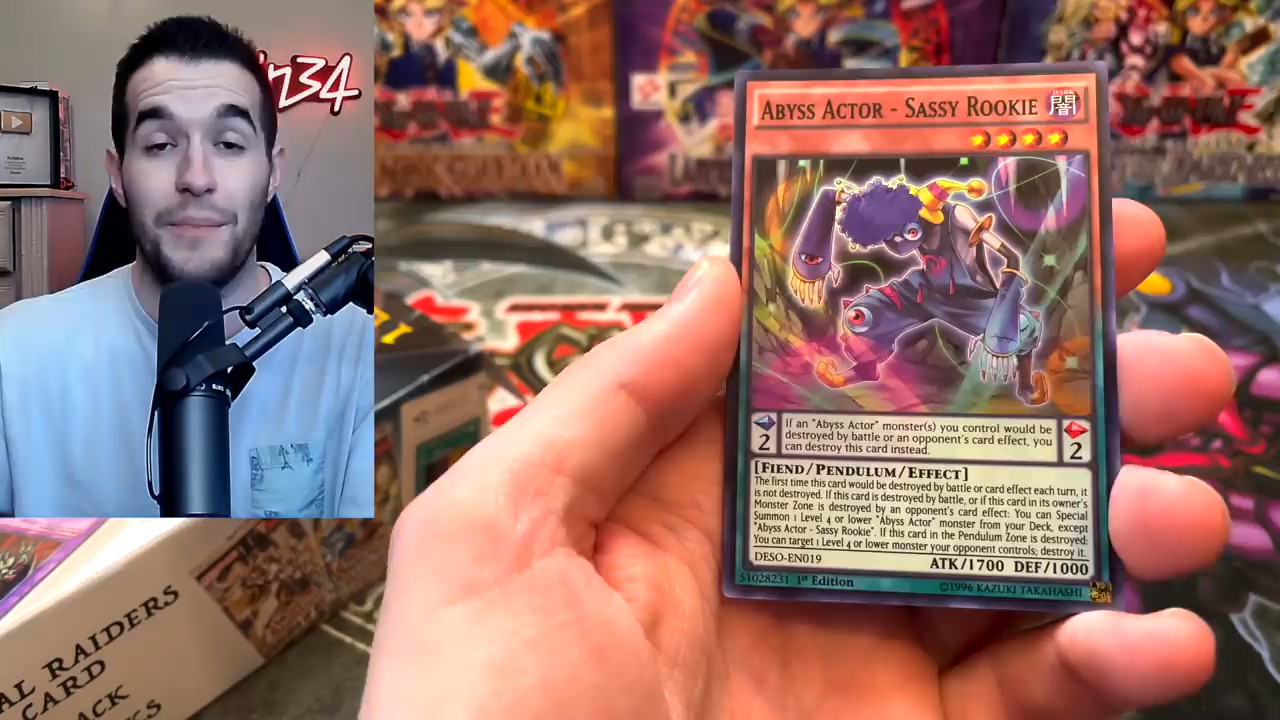 34
ABYSS ACTOR - SASSY ROOKIE
DARK
闇
2
If an "Abyss Actor" monster(s) you control would be
destroyed by battle or an opponent's card effect, you
can destroy this card instead.
2
[FIEND/PENDULUM/EFFECT]
The first time this card would be destroyed by battle or card effect each turn, it
is not destroyed. If this card is destroyed by battle, or if this card in its owner's
Monster Zone is destroyed by an opponent's card effect: You can Special
Summon 1 Level 4 or lower "Abyss Actor" monster from your Deck, except
"Abyss Actor - Sassy Rookie". If this card in the Pendulum Zone is destroyed:
You can target 1 Level 4 or lower monster your opponent controls; destroy it.
DESO-EN019
ATK/1700 DEF/1000
51028231 1st Edition
©1996 KAZUKI TAKAHASHI
AL RAIDERS
CARD
ACK